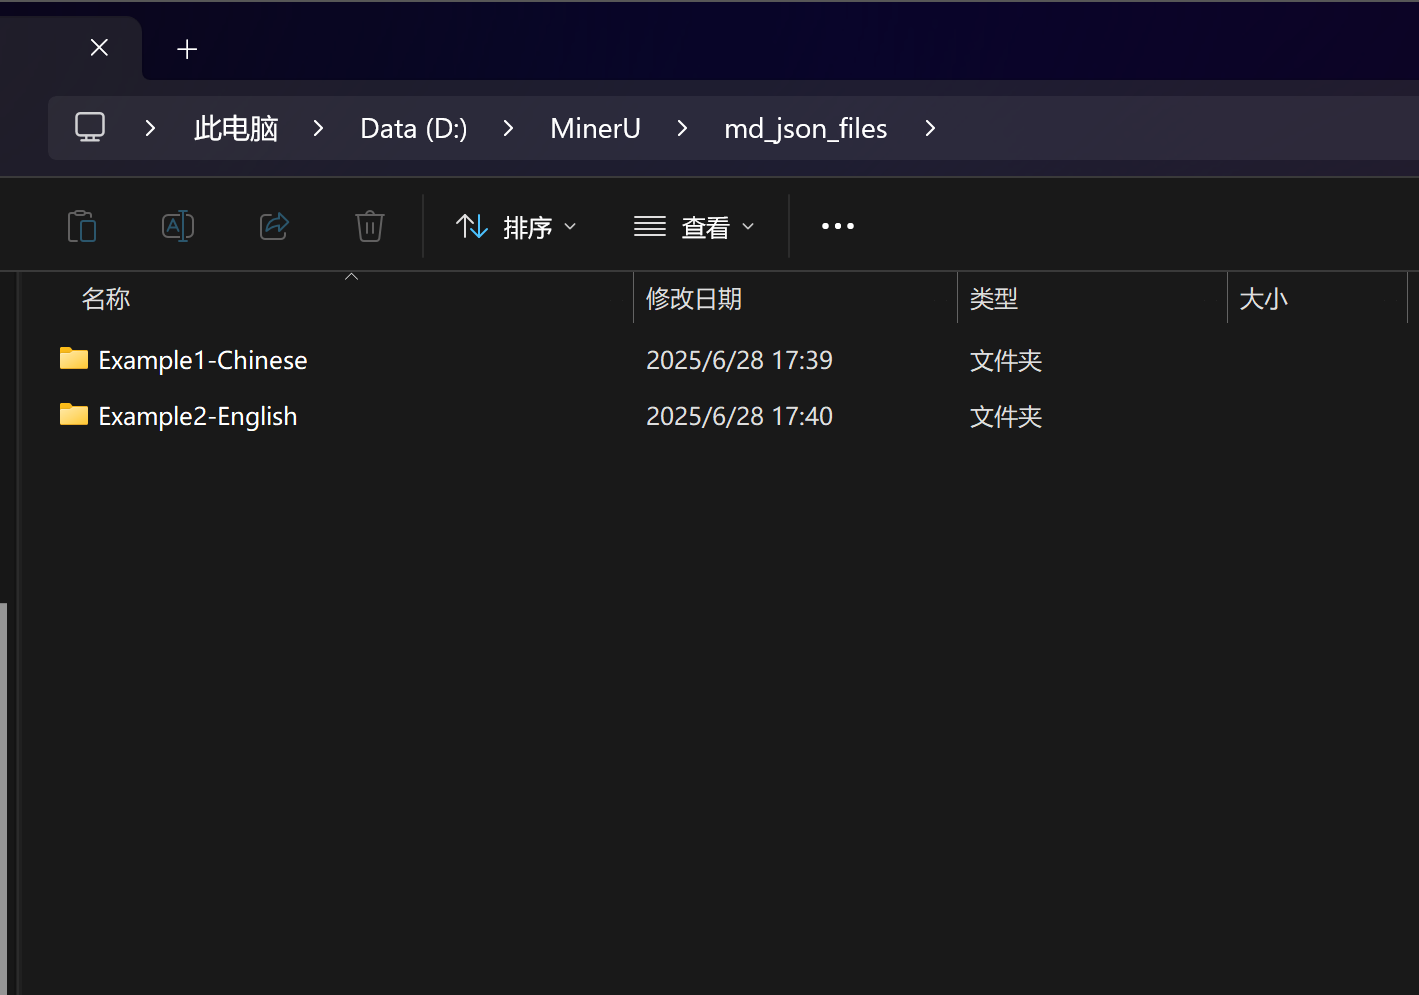 此电脑 > Data (D:) > MinerU > md_json_files >
排序 查看
名称 修改日期 类型 大小
Example1-Chinese 2025/6/28 17:39 文件夹
Example2-English 2025/6/28 17:40 文件夹